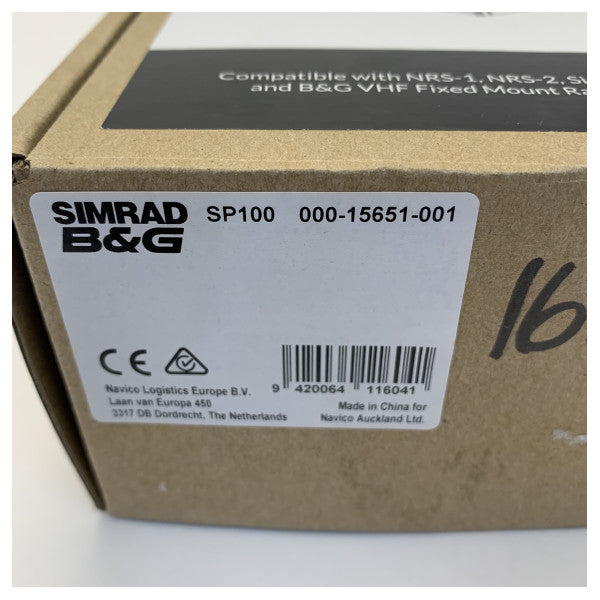 Compatible with NRS-1, NRS-2,
and B&G VHF Fixed Mount
SIMRAD SP100 000-15651-001
B&G
CE
9 420064 116041
Navico Logistics Europe B.V.
Laan van Europa 450
3317 DB Dordrecht, The Netherlands
Made in China for
Navico Auckland Ltd.
16